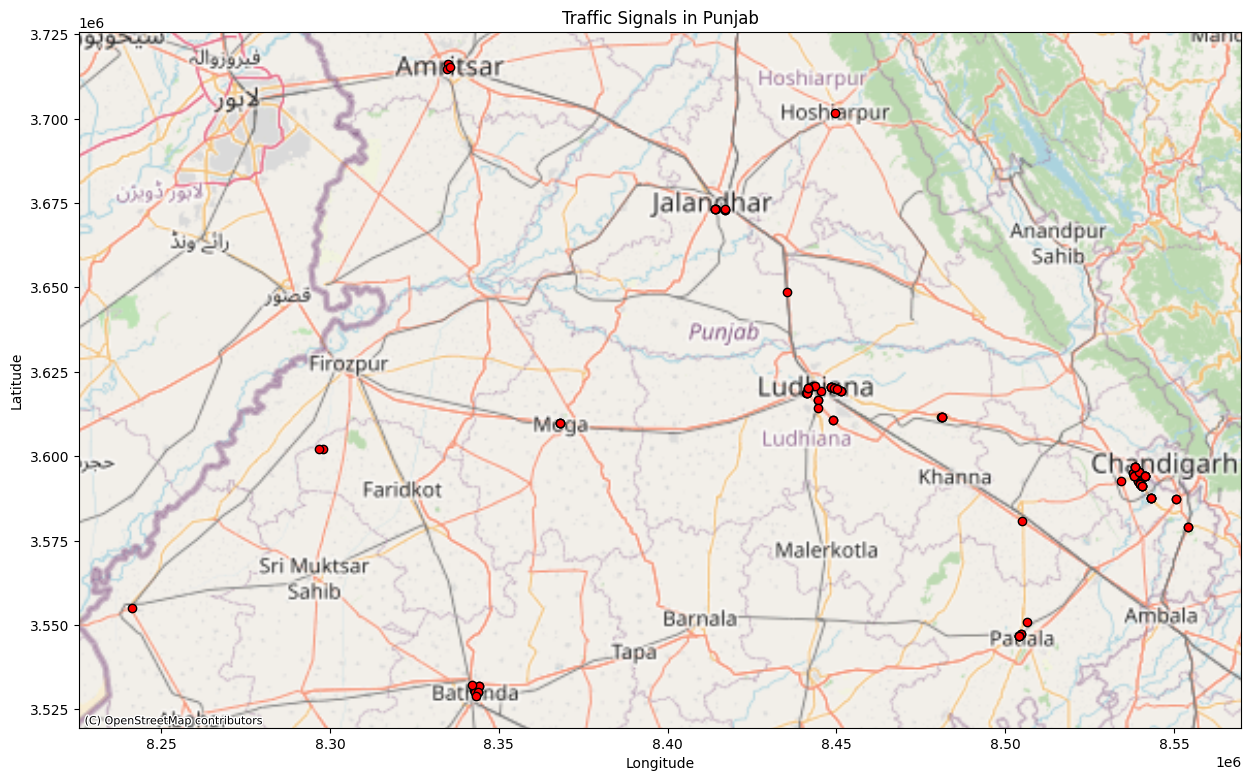 Traffic Signals in Punjab
1e6
3.725
3.700
3.675
3.650
3.625
3.600
3.575
3.550
3.525
Latitude
فیروزوالہ
لاہور
لاہور ڈویژن
رائے ونڈ
قصور
Amritsar
Hoshiarpur
Hoshiarpur
Jalandhar
Anandpur
Sahib
Punjab
Firozpur
Ludhiana
Moga
Ludhiana
Chandigarh
Khanna
Faridkot
Malerkotla
Sri Muktsar
Sahib
Barnala
Ambala
Patiala
Tapa
Bathinda
(C) OpenStreetMap contributors
8.25
8.30
8.35
8.40
8.45
8.50
8.55
1e6
Longitude